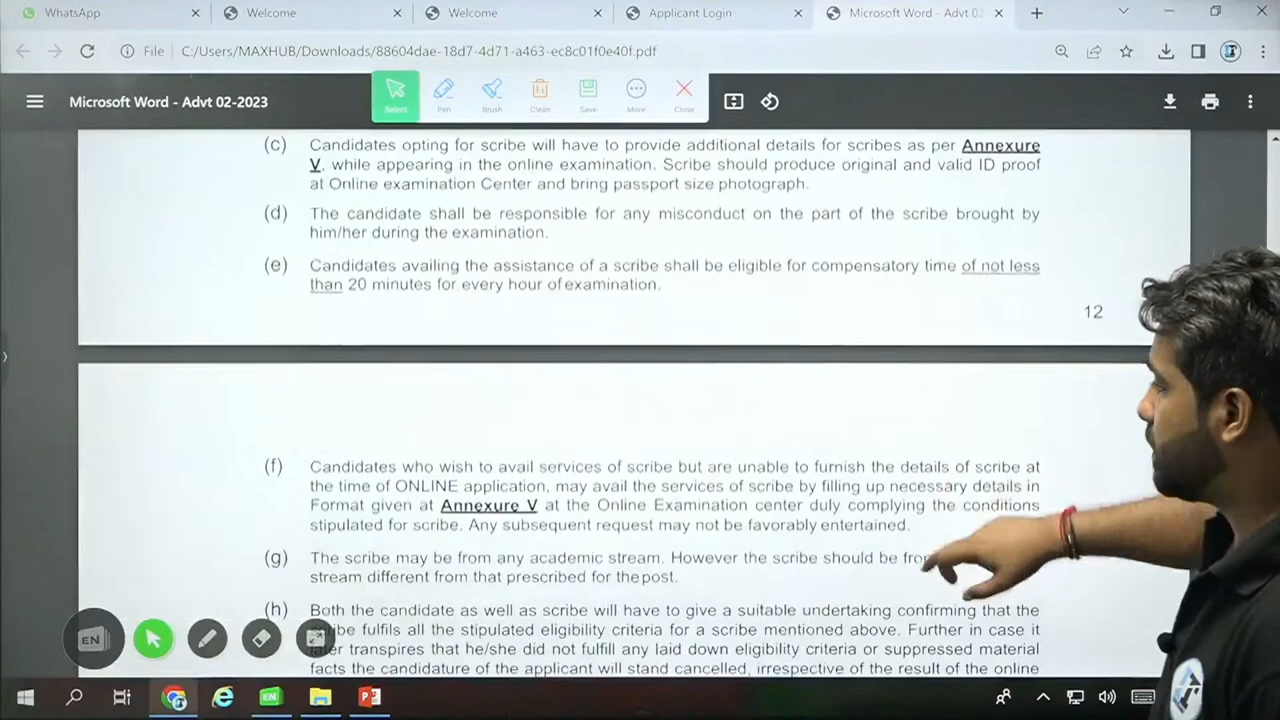 WhatsApp
Welcome
Welcome
Applicant Login
Microsoft Word - Advt 02
File C:/Users/MAXHUB/Downloads/88604dae-18d7-4d71-a463-ec8c01f0e40f.pdf
Microsoft Word - Advt 02-2023
Select Pen Brush Clean Save More Close
(c) Candidates opting for scribe will have to provide additional details for scribes as per Annexure
V, while appearing in the online examination. Scribe should produce original and valid ID proof
at Online examination Center and bring passport size photograph.
(d) The candidate shall be responsible for any misconduct on the part of the scribe brought by
him/her during the examination.
(e) Candidates availing the assistance of a scribe shall be eligible for compensatory time of not less
than 20 minutes for every hour of examination.
12
(f) Candidates who wish to avail services of scribe but are unable to furnish the details of scribe at
the time of ONLINE application, may avail the services of scribe by filling up necessary details in
Format given at Annexure V at the Online Examination center duly complying the conditions
stipulated for scribe. Any subsequent request may not be favorably entertained.
(g) The scribe may be from any academic stream. However the scribe should be
stream different from that prescribed for the post.
(h) Both the candidate as well as scribe will have to give a suitable undertaking confirming that the
fulfils all the stipulated eligibility criteria for a scribe mentioned above. Further in case it
transpires that he/she did not fulfill any laid down eligibility criteria or suppressed material
facts the candidature of the applicant will stand cancelled, irrespective of the result of the online
EN
EN